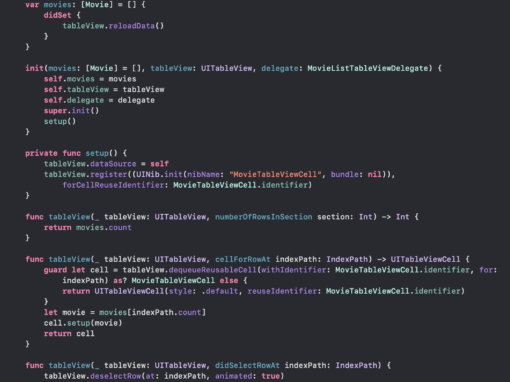 var movies: [Movie] = [] {
didSet {
tableView.reloadData()
}
}
init(movies: [Movie] = [], tableView: UITableView, delegate: MovieListTableViewDelegate) {
self.movies = movies
self.tableView = tableView
self.delegate = delegate
super.init()
setup()
}
private func setup() {
tableView.dataSource = self
tableView.register((UINib.init(nibName: "MovieTableViewCell", bundle: nil)),
forCellReuseIdentifier: MovieTableViewCell.identifier)
}
func tableView(_ tableView: UITableView, numberOfRowsInSection section: Int) -> Int {
return movies.count
}
func tableView(_ tableView: UITableView, cellForRowAt indexPath: IndexPath) -> UITableViewCell {
guard let cell = tableView.dequeueReusableCell(withIdentifier: MovieTableViewCell.identifier, for:
indexPath) as? MovieTableViewCell else {
return UITableViewCell(style: .default, reuseIdentifier: MovieTableViewCell.identifier)
}
let movie = movies[indexPath.count]
cell.setup(movie)
return cell
}
func tableView(_ tableView: UITableView, didSelectRowAt indexPath: IndexPath) {
tableView.deselectRow(at: indexPath, animated: true)